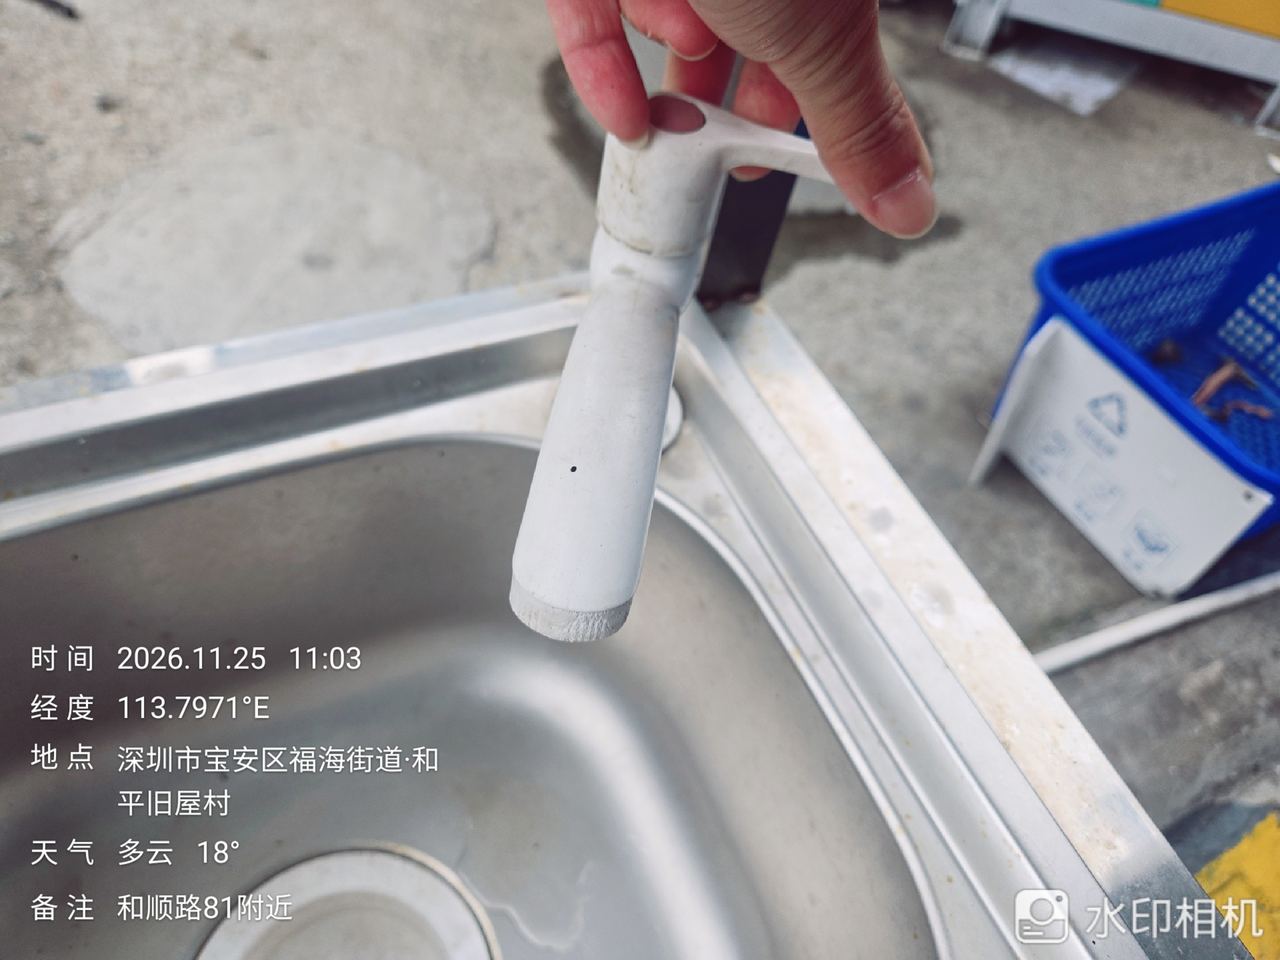 时间 2026.11.25 11:03
经度 113.7971°E
地点 深圳市宝安区福海街道·和
平旧屋村
天气 多云 18°
备注 和顺路81附近
水印相机